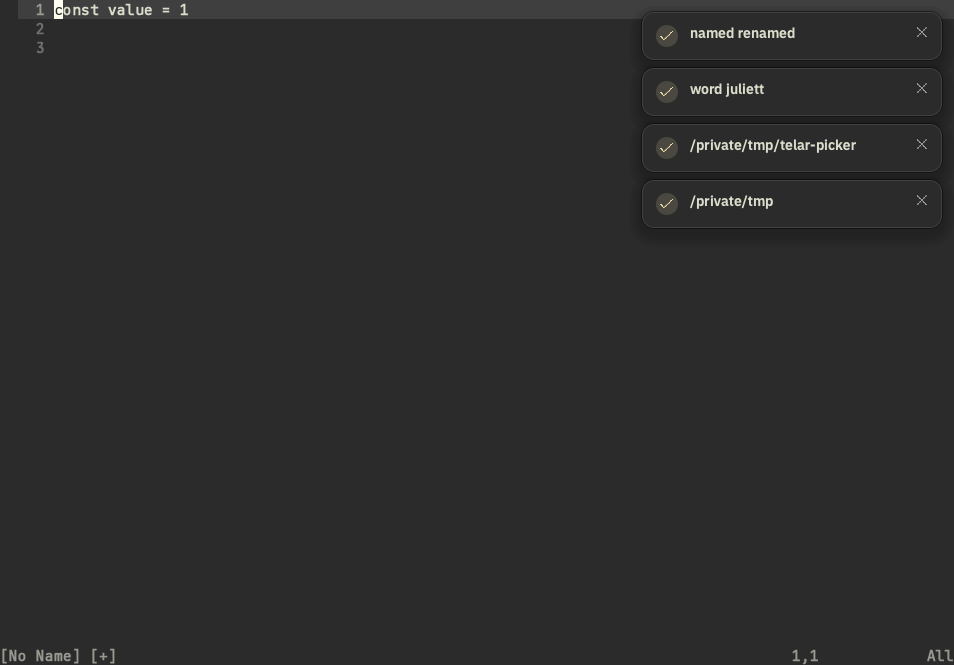 1 const value = 1
2
3
named renamed
word juliett
/private/tmp/telar-picker
/private/tmp
[No Name] [+] 1,1 All